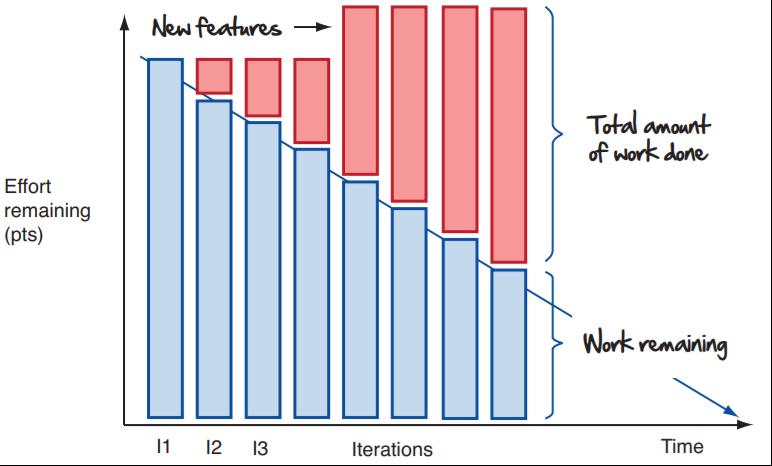 New features
Total amount
of work done
Effort
remaining
(pts)
Work remaining
I1 I2 I3 Iterations Time